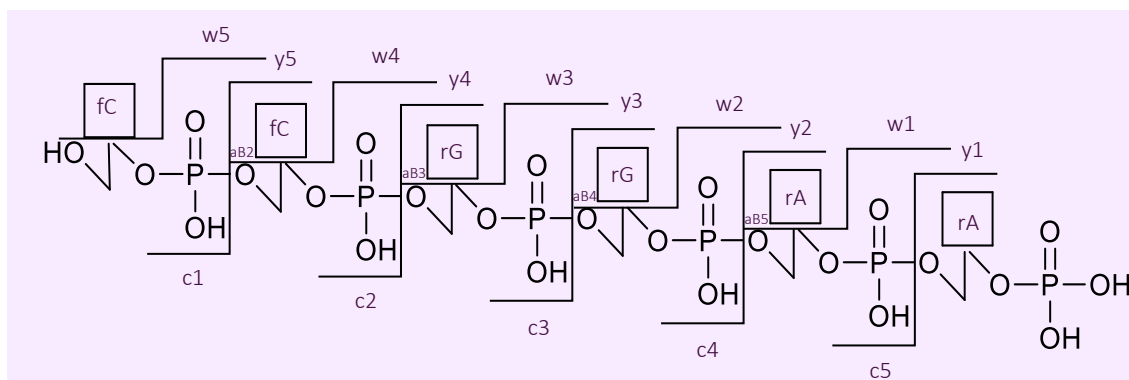 w5
y5
w4
y4
w3
y3
w2
y2
w1
y1
fC
fC
rG
rG
rA
rA
aB2
aB3
aB4
aB5
HO
O
P
O
OH
O
O
P
O
OH
O
O
P
O
OH
O
O
P
O
OH
O
O
P
O
OH
O
O
P
O
OH
OH
c1
c2
c3
c4
c5